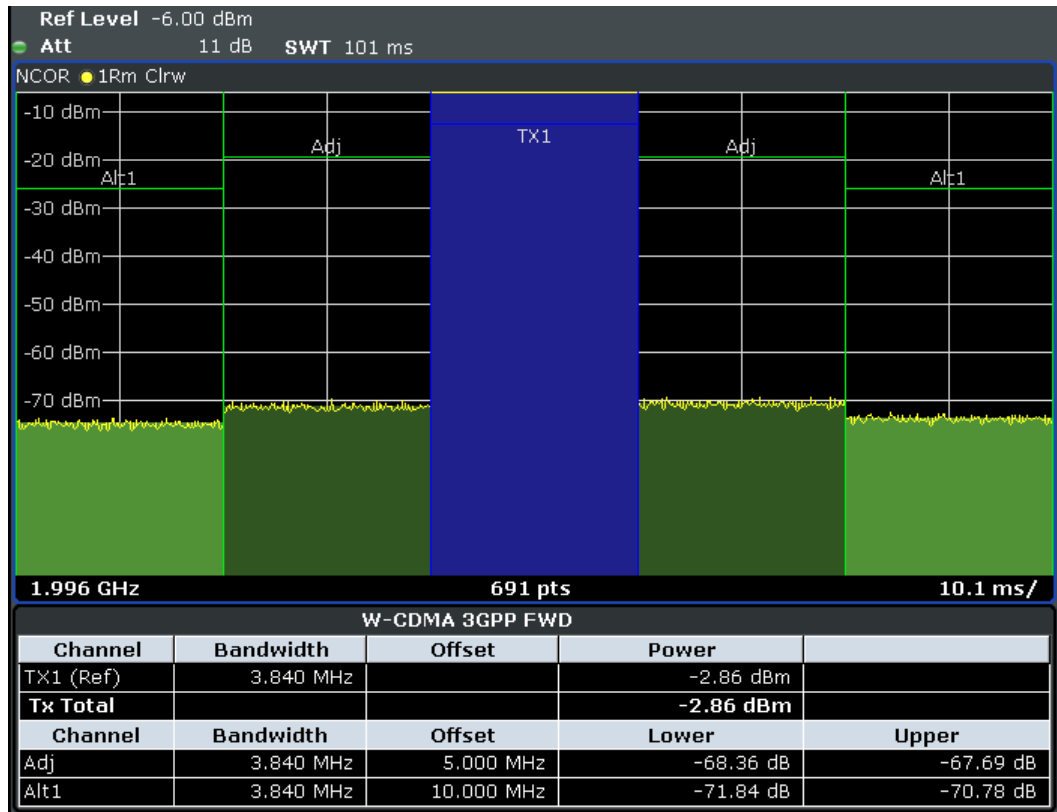 Ref Level -6.00 dBm
Att 11 dB SWT 101 ms
NCOR 1Rm Clrw
-10 dBm
TX1
Adj Adj
-20 dBm
Alt1 Alt1
-30 dBm
-40 dBm
-50 dBm
-60 dBm
-70 dBm
1.996 GHz 691 pts 10.1 ms/
W-CDMA 3GPP FWD
Channel Bandwidth Offset Power
TX1 (Ref) 3.840 MHz -2.86 dBm
Tx Total -2.86 dBm
Channel Bandwidth Offset Lower Upper
Adj 3.840 MHz 5.000 MHz -68.36 dB -67.69 dB
Alt1 3.840 MHz 10.000 MHz -71.84 dB -70.78 dB